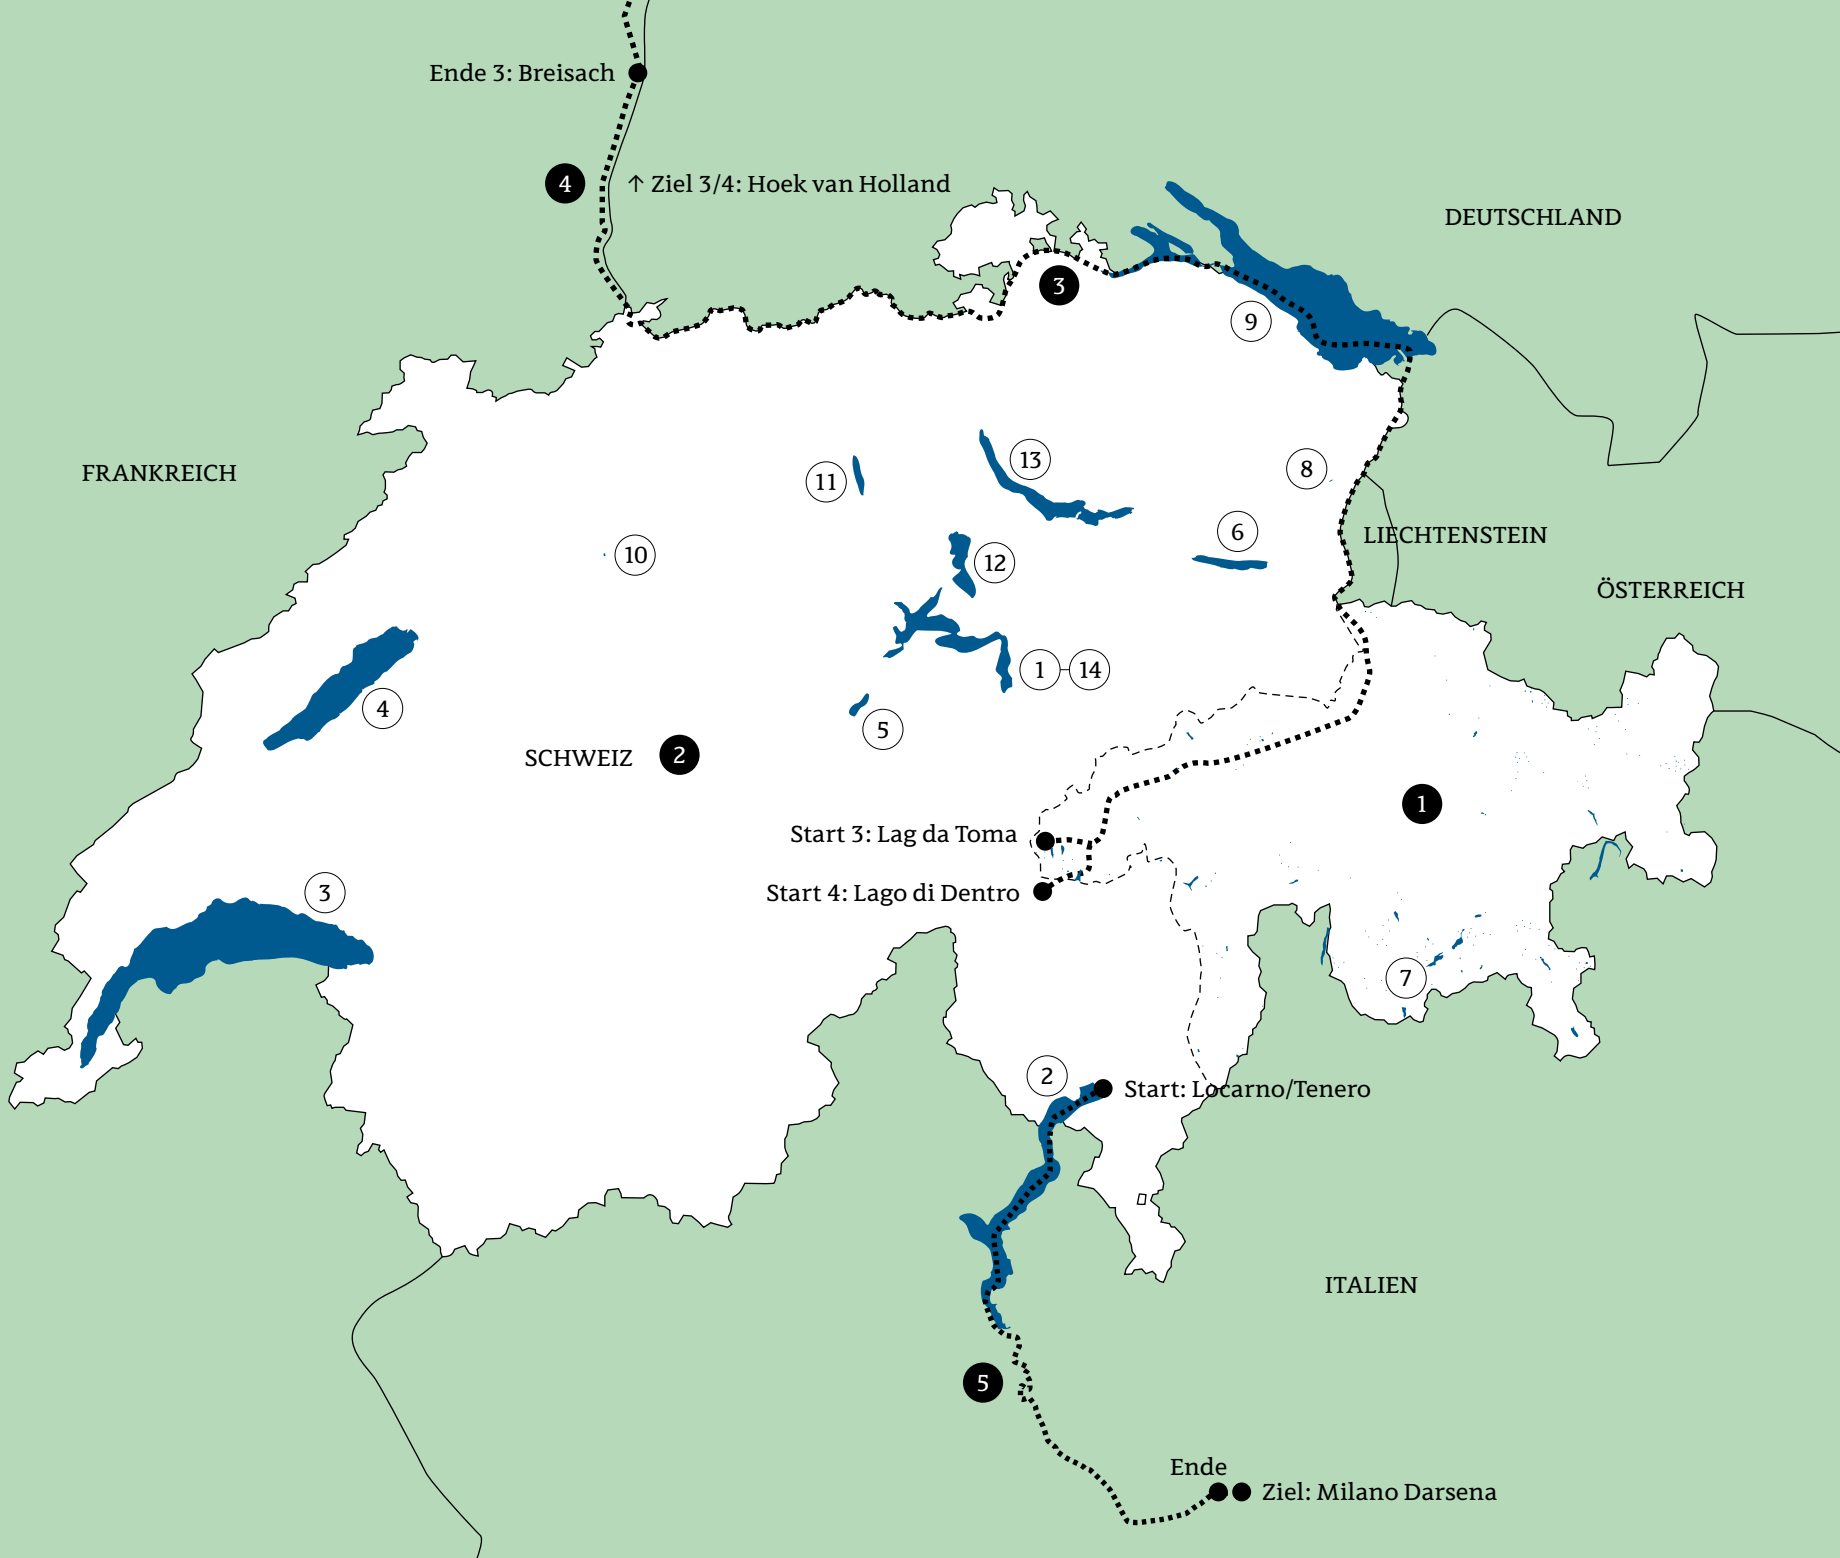 Ende 3: Breisach
4
↑ Ziel 3/4: Hoek van Holland
DEUTSCHLAND
3
9
FRANKREICH
11
13
8
10
12
6
LIECHTENSTEIN
ÖSTERREICH
1
14
4
5
SCHWEIZ
2
1
Start 3: Lag da Toma
Start 4: Lago di Dentro
3
7
2
Start: Locarno/Tenero
ITALIEN
5
Ende
Ziel: Milano Darsena